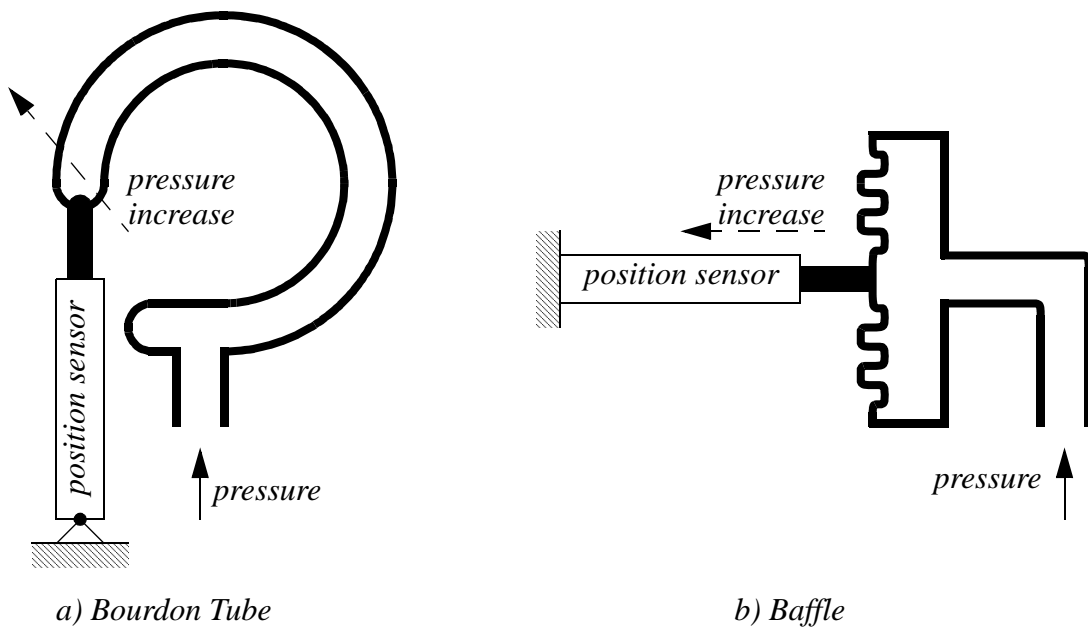 pressure
increase
position sensor
pressure
a) Bourdon Tube
pressure
increase
position sensor
pressure
b) Baffle